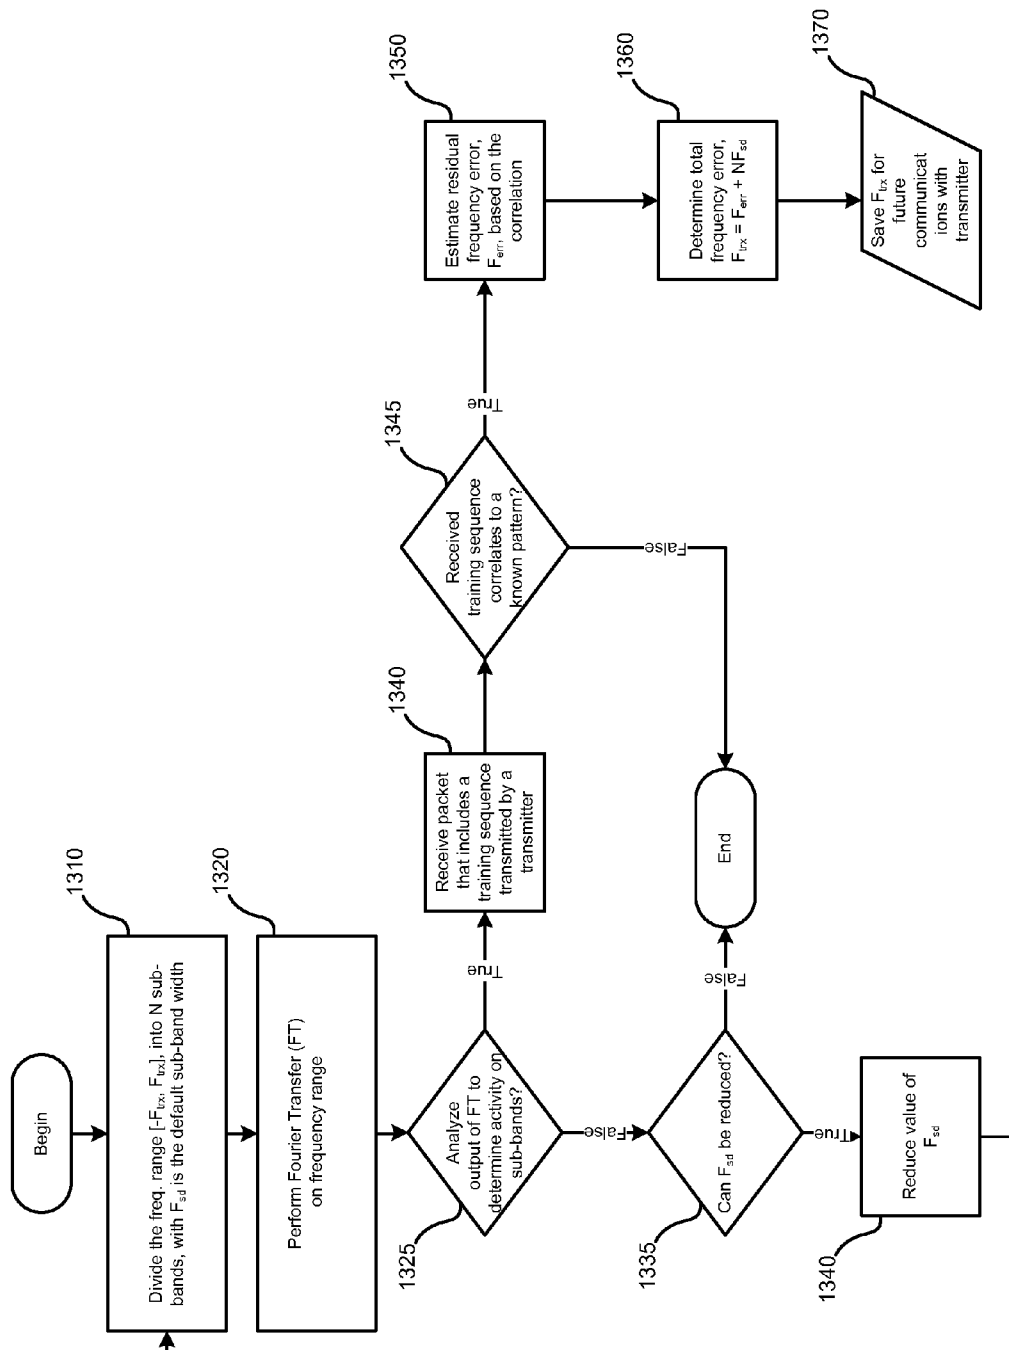 Begin
1310
Divide the freq. range [-Ftrx, Ftrx], into N sub-
bands, with Fsd is the default sub-band width
1320
Perform Fourier Transfer (FT)
on frequency range
1325
Analyze
output of FT to
determine activity on
sub-bands?
True
False
1340
Receive packet
that includes a
training sequence
transmitted by a
transmitter
1345
Received
training sequence
correlates to a
known pattern?
True
False
1350
Estimate residual
frequency error,
Ferr, based on the
correlation
1360
Determine total
frequency error,
Ftrx = Ferr + NFsd
1370
Save Ftrx for
future
communicat
ions with
transmitter
1335
Can Fsd be reduced?
False
True
End
1340
Reduce value of
Fsd